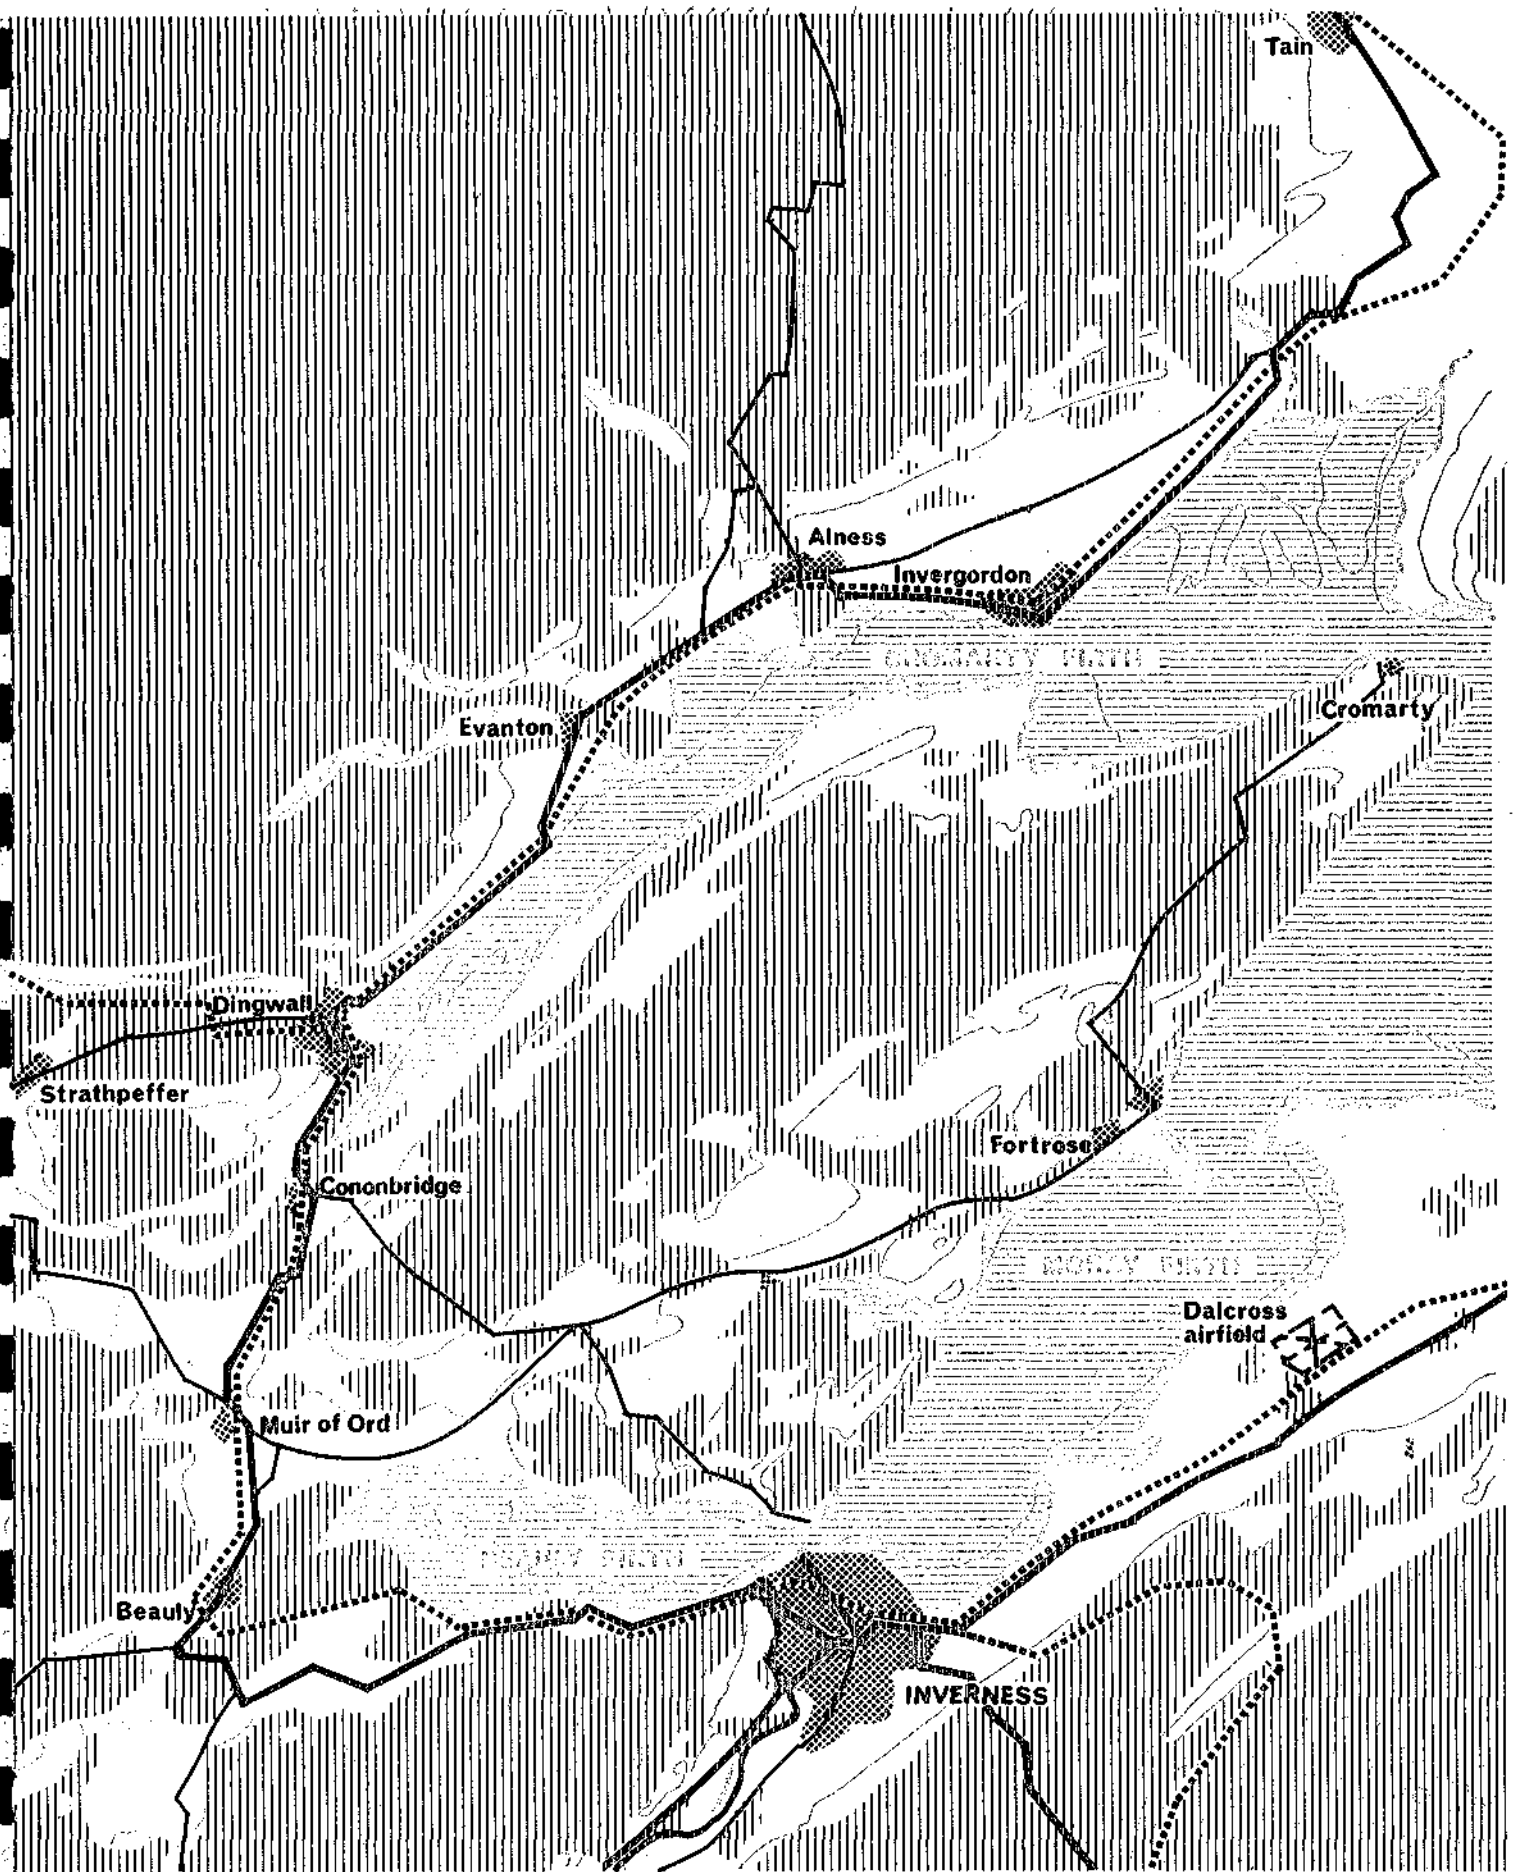 Tain
Alness
Invergordon
CROMARTY FIRTH
Cromarty
Evanton
Dingwall
Strathpeffer
Fortrose
Cononbridge
MORAY FIRTH
Dalcross
airfield
Muir of Ord
BEAULY FIRTH
Beauly
INVERNESS